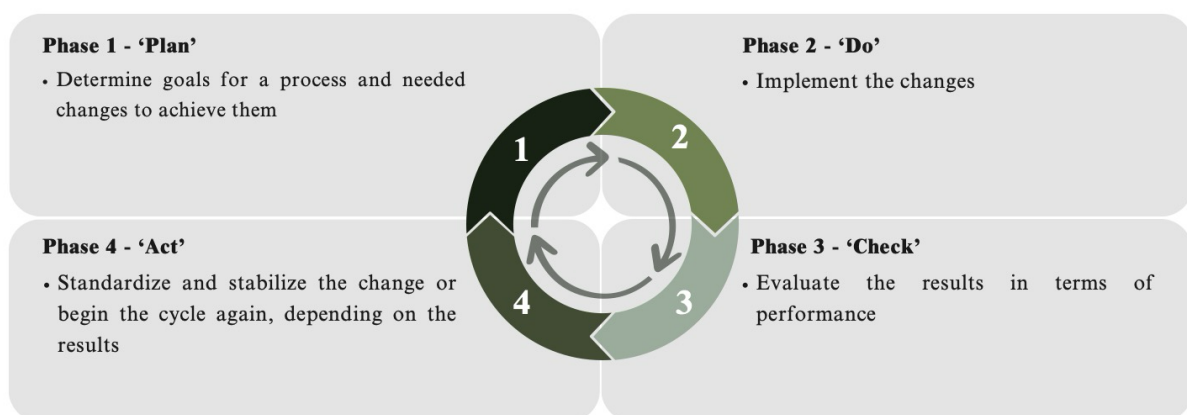 Phase 1 - ‘Plan’
• Determine goals for a process and needed
changes to achieve them
Phase 2 - ‘Do’
• Implement the changes
1
2
Phase 4 - ‘Act’
• Standardize and stabilize the change or
begin the cycle again, depending on the
results
Phase 3 - ‘Check’
• Evaluate the results in terms of
performance
4
3